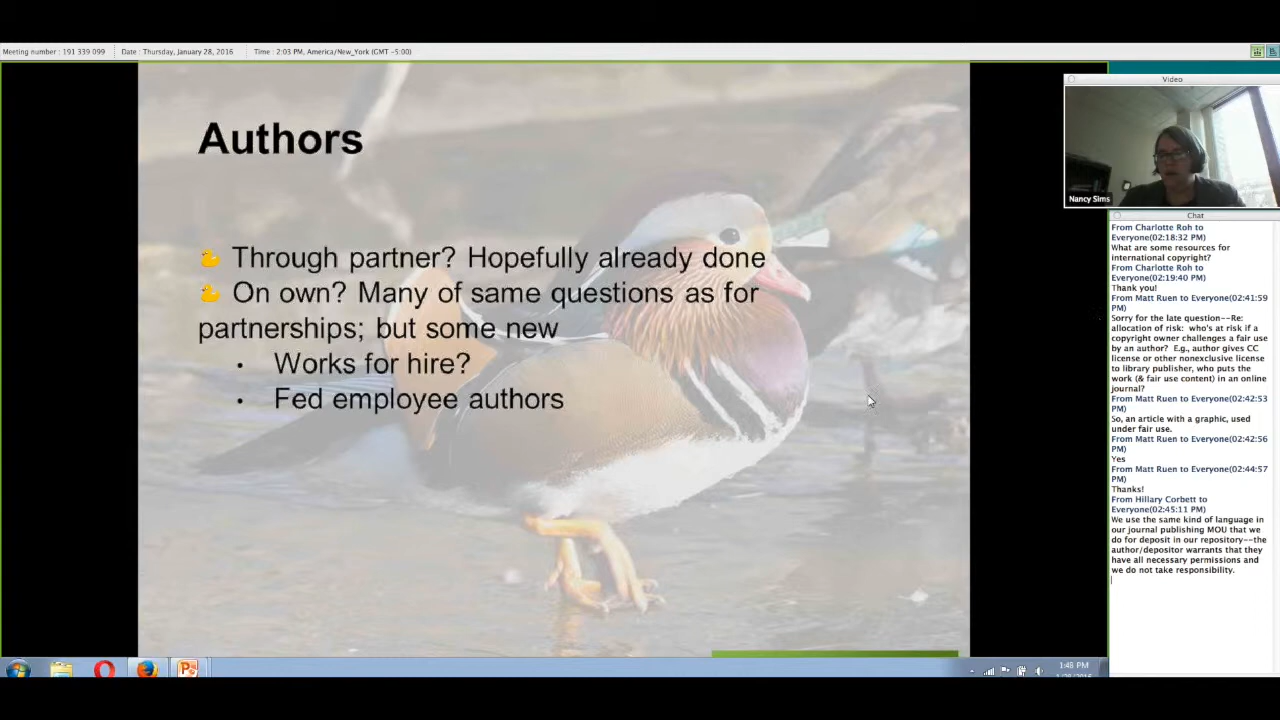 Meeting number : 191 339 099
Date : Thursday, January 28, 2016
Time : 2:03 PM, America/New_York (GMT -5:00)
Authors
Through partner? Hopefully already done
On own? Many of same questions as for
partnerships; but some new
• Works for hire?
• Fed employee authors
Video
Nancy Sims
Chat
From Charlotte Roh to
Everyone(02:18:32 PM)
What are some resources for
international copyright?
From Charlotte Roh to
Everyone(02:19:40 PM)
Thank you!
From Matt Ruen to Everyone(02:41:59
PM)
Sorry for the late question--Re:
allocation of risk: who's at risk if a
copyright owner challenges a fair use
by an author? E.g., author gives CC
license or other nonexclusive license
to library publisher, who puts the
work (& fair use content) in an online
journal?
From Matt Ruen to Everyone(02:42:53
PM)
So, an article with a graphic, used
under fair use.
From Matt Ruen to Everyone(02:42:56
PM)
Yes
From Matt Ruen to Everyone(02:44:57
PM)
Thanks!
From Hillary Corbett to
Everyone(02:45:11 PM)
We use the same kind of language in
our journal publishing MOU that we
do for deposit in our repository--the
author/depositor warrants that they
have all necessary permissions and
we do not take responsibility.
1:48 PM